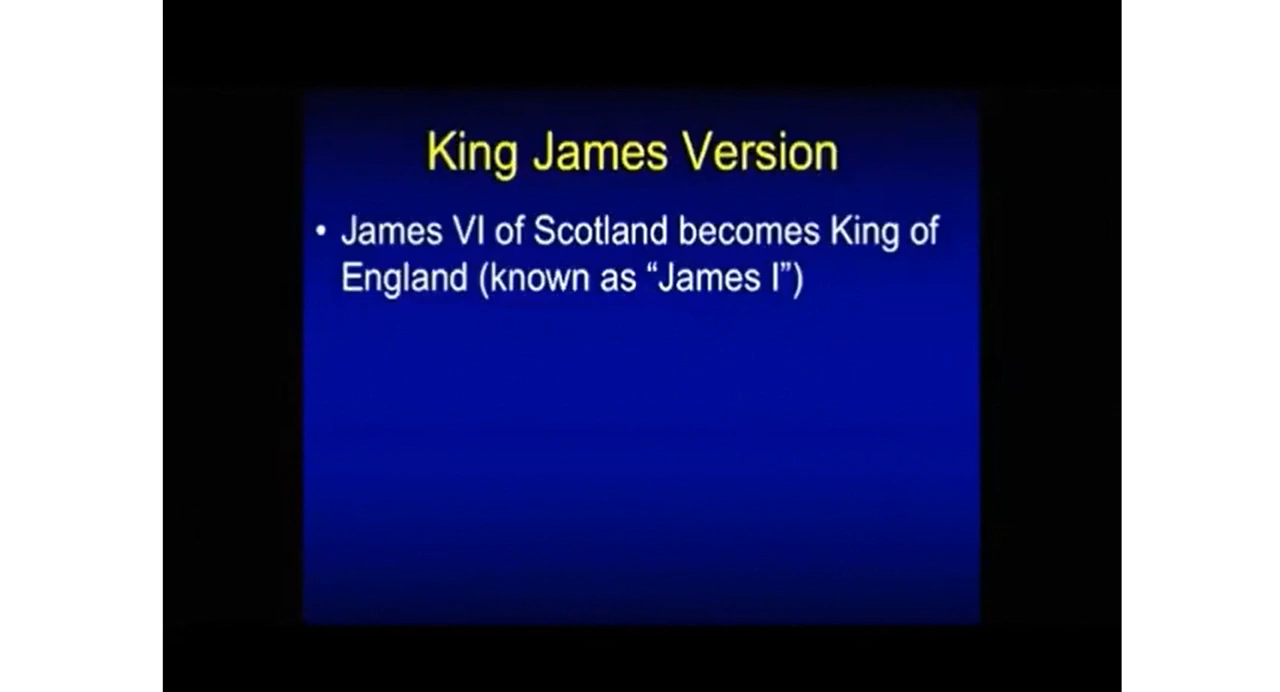 King James Version
• James VI of Scotland becomes King of
England (known as “James I”)